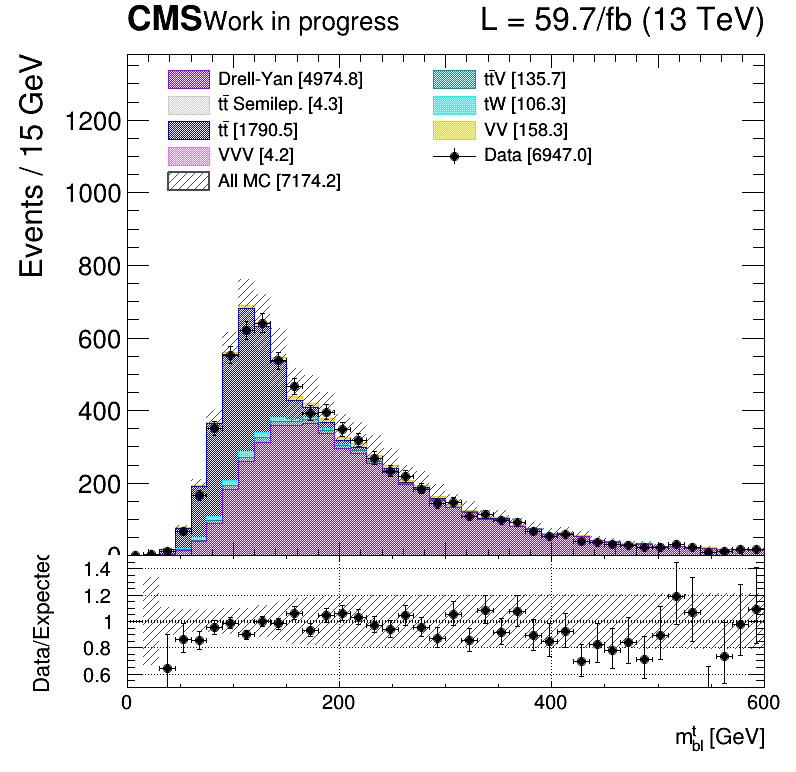 CMS Work in progress L = 59.7/fb (13 TeV)
Drell-Yan [4974.8]
tt̄ Semilep. [4.3]
tt̄ [1790.5]
VVV [4.2]
All MC [7174.2]
tt̄V [135.7]
tW [106.3]
VV [158.3]
Data [6947.0]
Events / 15 GeV
1200
1000
800
600
400
200
0
Data/Expected
1.4
1.2
1
0.8
0.6
0 200 400 600
m^t_bl [GeV]